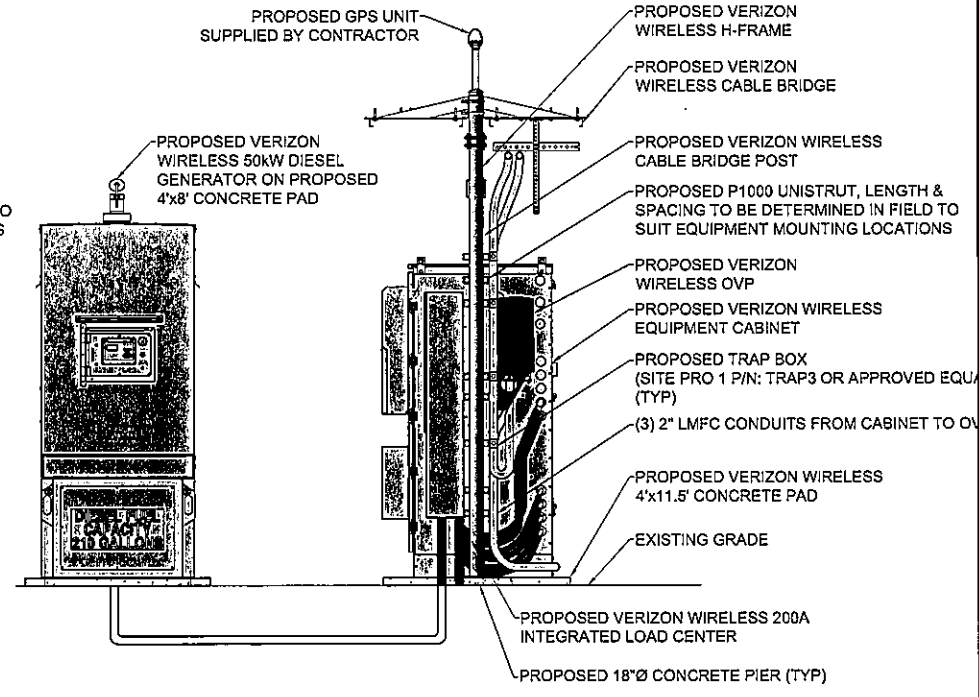 PROPOSED GPS UNIT
SUPPLIED BY CONTRACTOR
PROPOSED VERIZON
WIRELESS H-FRAME
PROPOSED VERIZON
WIRELESS CABLE BRIDGE
PROPOSED VERIZON
WIRELESS 50kW DIESEL
GENERATOR ON PROPOSED
4'x8' CONCRETE PAD
PROPOSED VERIZON WIRELESS
CABLE BRIDGE POST
PROPOSED P1000 UNISTRUT, LENGTH &
SPACING TO BE DETERMINED IN FIELD TO
SUIT EQUIPMENT MOUNTING LOCATIONS
O
S
PROPOSED VERIZON
WIRELESS OVP
PROPOSED VERIZON WIRELESS
EQUIPMENT CABINET
PROPOSED TRAP BOX
(SITE PRO 1 P/N: TRAP3 OR APPROVED EQUA
(TYP)
(3) 2" LMFC CONDUITS FROM CABINET TO OV
PROPOSED VERIZON WIRELESS
4'x11.5' CONCRETE PAD
EXISTING GRADE
DIESEL FUEL
CAPACITY
210 GALLONS
PROPOSED VERIZON WIRELESS 200A
INTEGRATED LOAD CENTER
PROPOSED 18"Ø CONCRETE PIER (TYP)